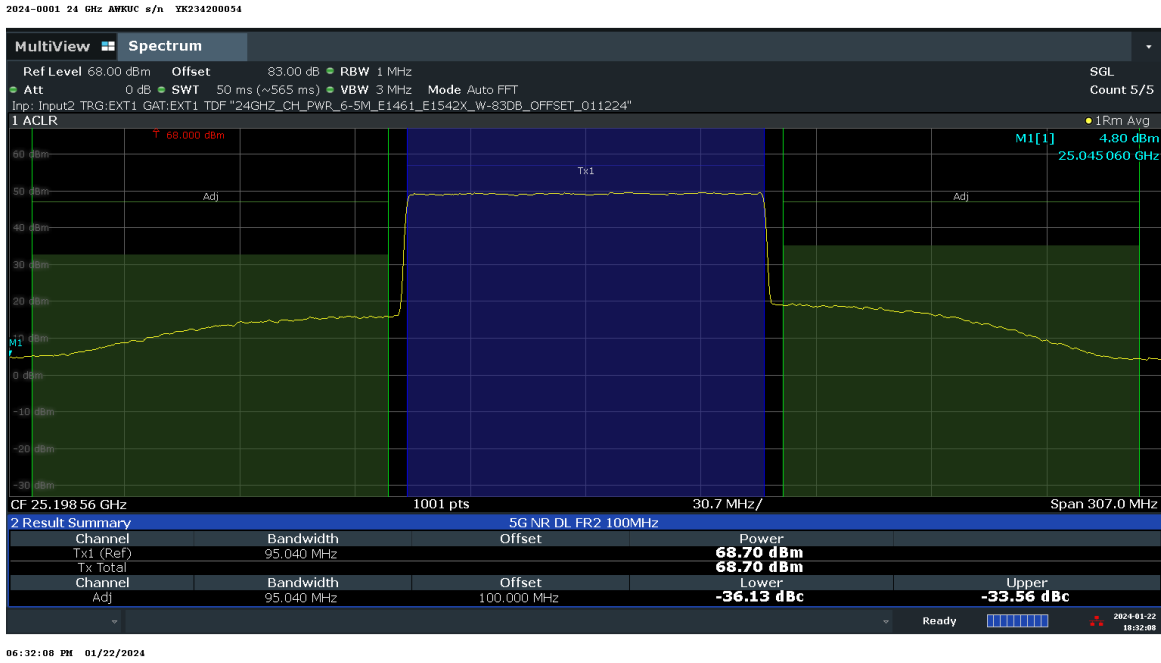 2024-0001 24 GHz AWKUC s/n YK234200054
MultiView Spectrum
Ref Level 68.00 dBm Offset 83.00 dB RBW 1 MHz SGL
Att 0 dB SWT 50 ms (~565 ms) VBW 3 MHz Mode Auto FFT Count 5/5
Inp: Input2 TRG:EXT1 GAT:EXT1 TDF "24GHZ_CH_PWR_6-5M_E1461_E1542X_W-83DB_OFFSET_011224"
1 ACLR 1Rm Avg
68.000 dBm M1[1] 4.80 dBm
25.045 060 GHz
60 dBm
Tx1
50 dBm
Adj Adj
40 dBm
30 dBm
20 dBm
10 dBm
M1
0 dBm
-10 dBm
-20 dBm
-30 dBm
CF 25.198 56 GHz 1001 pts 30.7 MHz/ Span 307.0 MHz
2 Result Summary 5G NR DL FR2 100MHz
Channel Bandwidth Offset Power
Tx1 (Ref) 95.040 MHz 68.70 dBm
Tx Total 68.70 dBm
Channel Bandwidth Offset Lower Upper
Adj 95.040 MHz 100.000 MHz -36.13 dBc -33.56 dBc
Ready 2024-01-22
18:32:08
06:32:08 PM 01/22/2024